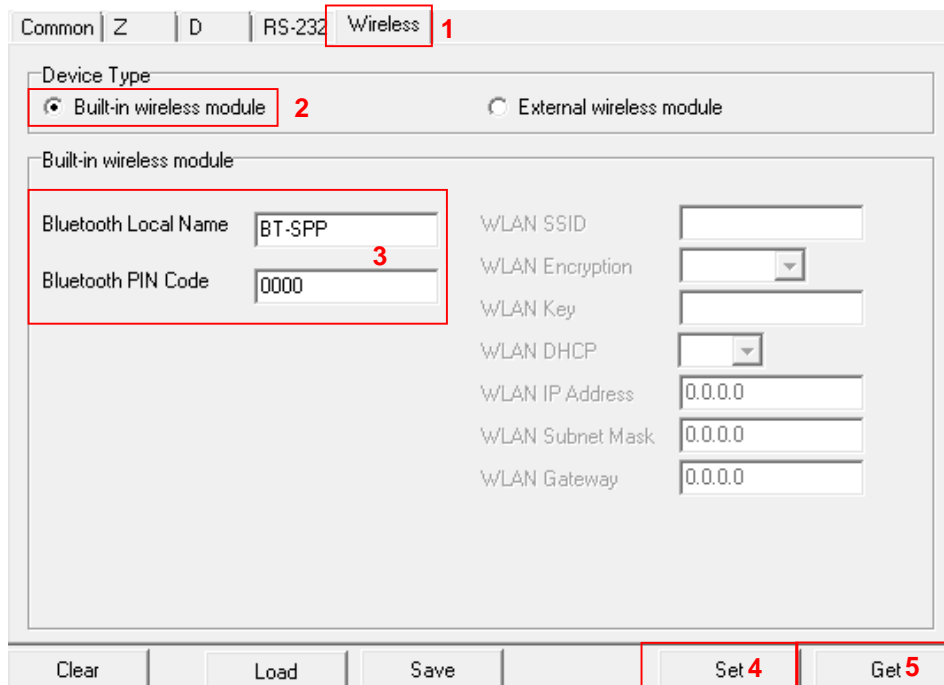 Common Z D RS-232 Wireless 1
Device Type
Built-in wireless module 2 External wireless module
Built-in wireless module
Bluetooth Local Name BT-SPP
3
Bluetooth PIN Code 0000
WLAN SSID
WLAN Encryption
WLAN Key
WLAN DHCP
WLAN IP Address 0.0.0.0
WLAN Subnet Mask 0.0.0.0
WLAN Gateway 0.0.0.0
Clear Load Save Set 4 Get 5